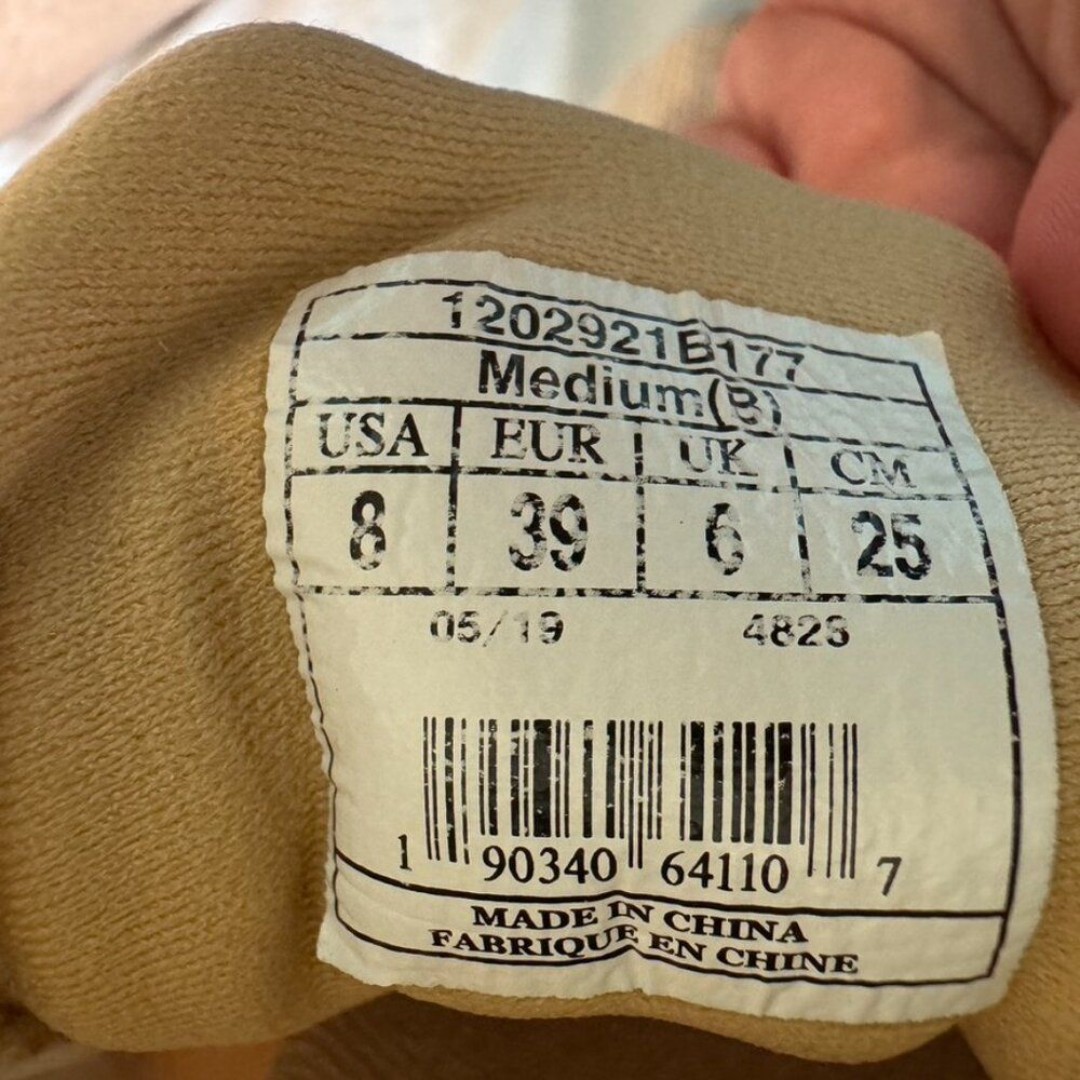 1202921B177
Medium(B)
USA EUR UK CM
8 39 6 25
05/19 4828
1 90340 64110 7
MADE IN CHINA
FABRIQUE EN CHINE